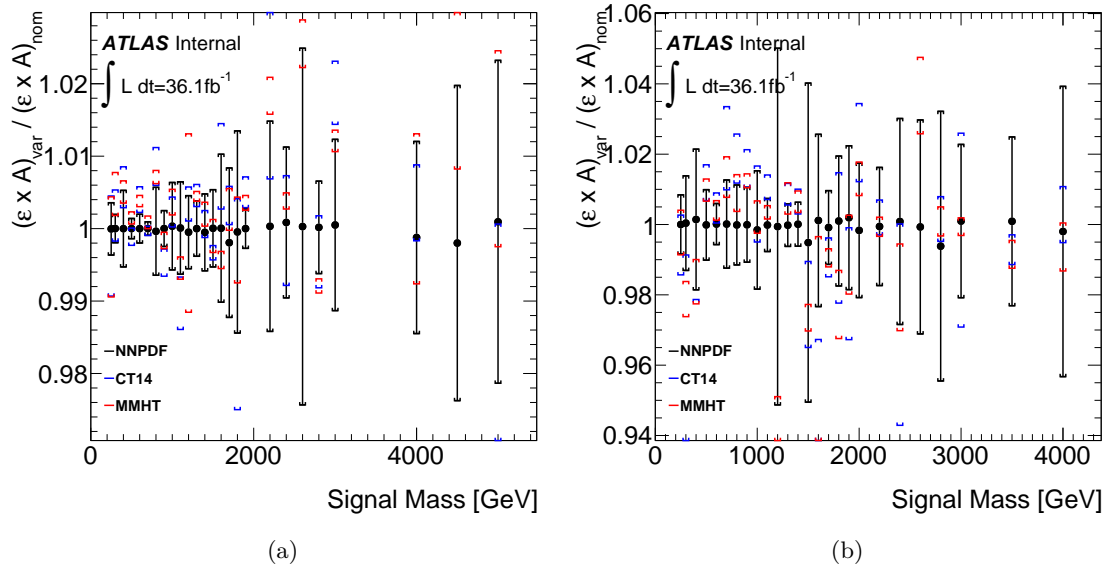 (ε x A)var / (ε x A)nom
ATLAS Internal
∫ L dt=36.1fb-1
1.02
1.01
1
0.99
0.98
NNPDF
CT14
MMHT
0 2000 4000
Signal Mass [GeV]
(a)
(ε x A)var / (ε x A)nom
1.06
ATLAS Internal
∫ L dt=36.1fb-1
1.04
1.02
1
0.98
0.96
0.94
NNPDF
CT14
MMHT
0 1000 2000 3000 4000
Signal Mass [GeV]
(b)